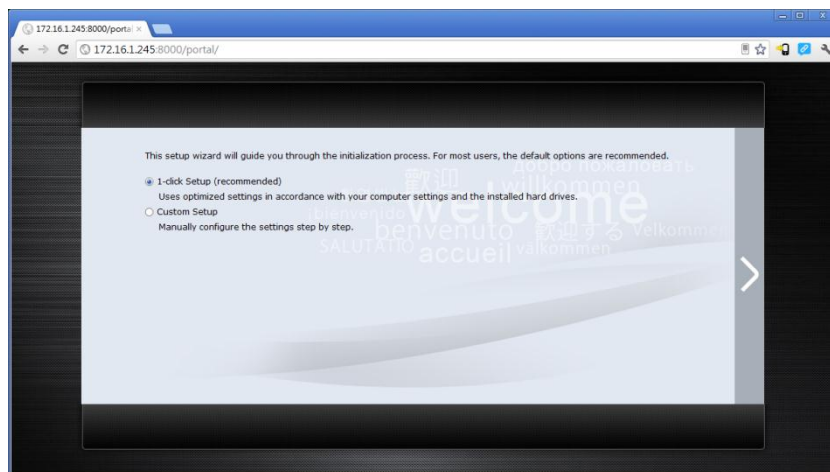 172.16.1.245:8000/portal
172.16.1.245:8000/portal/
This setup wizard will guide you through the initialization process. For most users, the default options are recommended.
добро пожаловать
1-click Setup (recommended)
歡迎 willkommen
Uses optimized settings in accordance with your computer settings and the installed hard drives.
Custom Setup
bienvenido welcome
Manually configure the settings step by step.
benvenuto 歓迎する Velkommen
SALUTATIO accueil välkommen